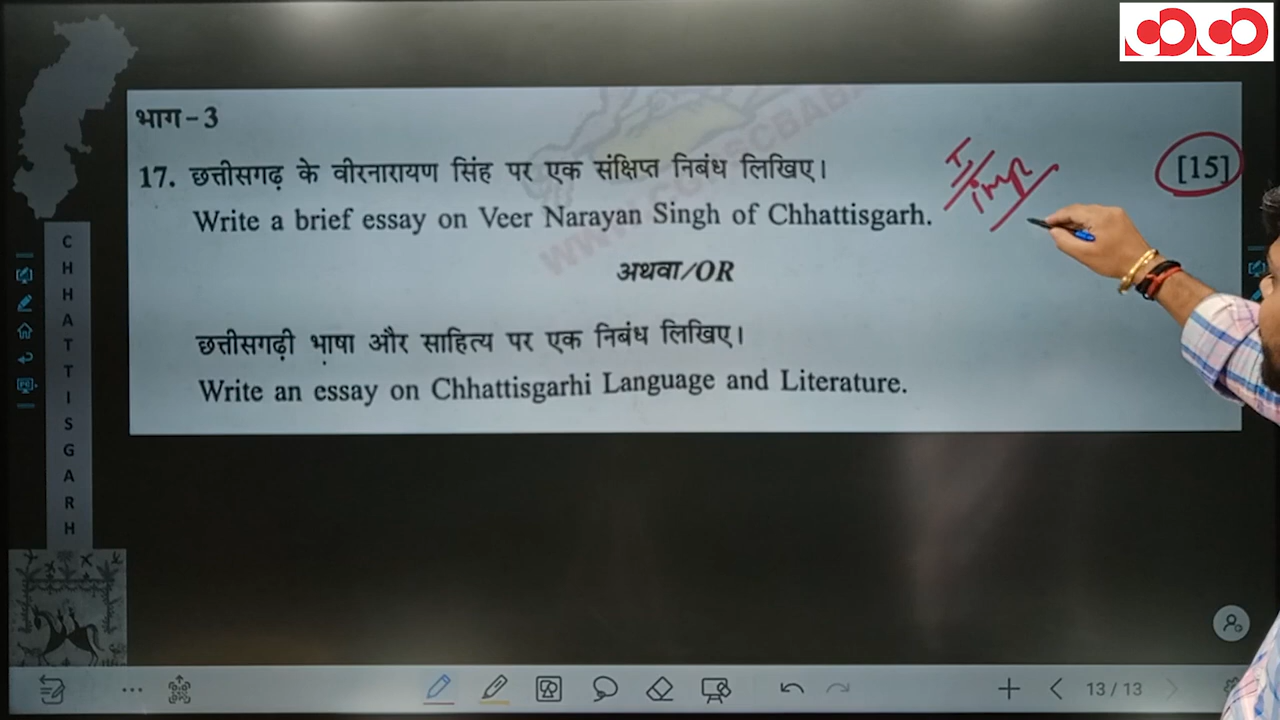 भाग-3
17. छत्तीसगढ़ के वीरनारायण सिंह पर एक संक्षिप्त निबंध लिखिए। [15]
Write a brief essay on Veer Narayan Singh of Chhattisgarh.
imp
अथवा/OR
छत्तीसगढ़ी भाषा और साहित्य पर एक निबंध लिखिए।
Write an essay on Chhattisgarhi Language and Literature.
CHHATTISGARH
13 / 13